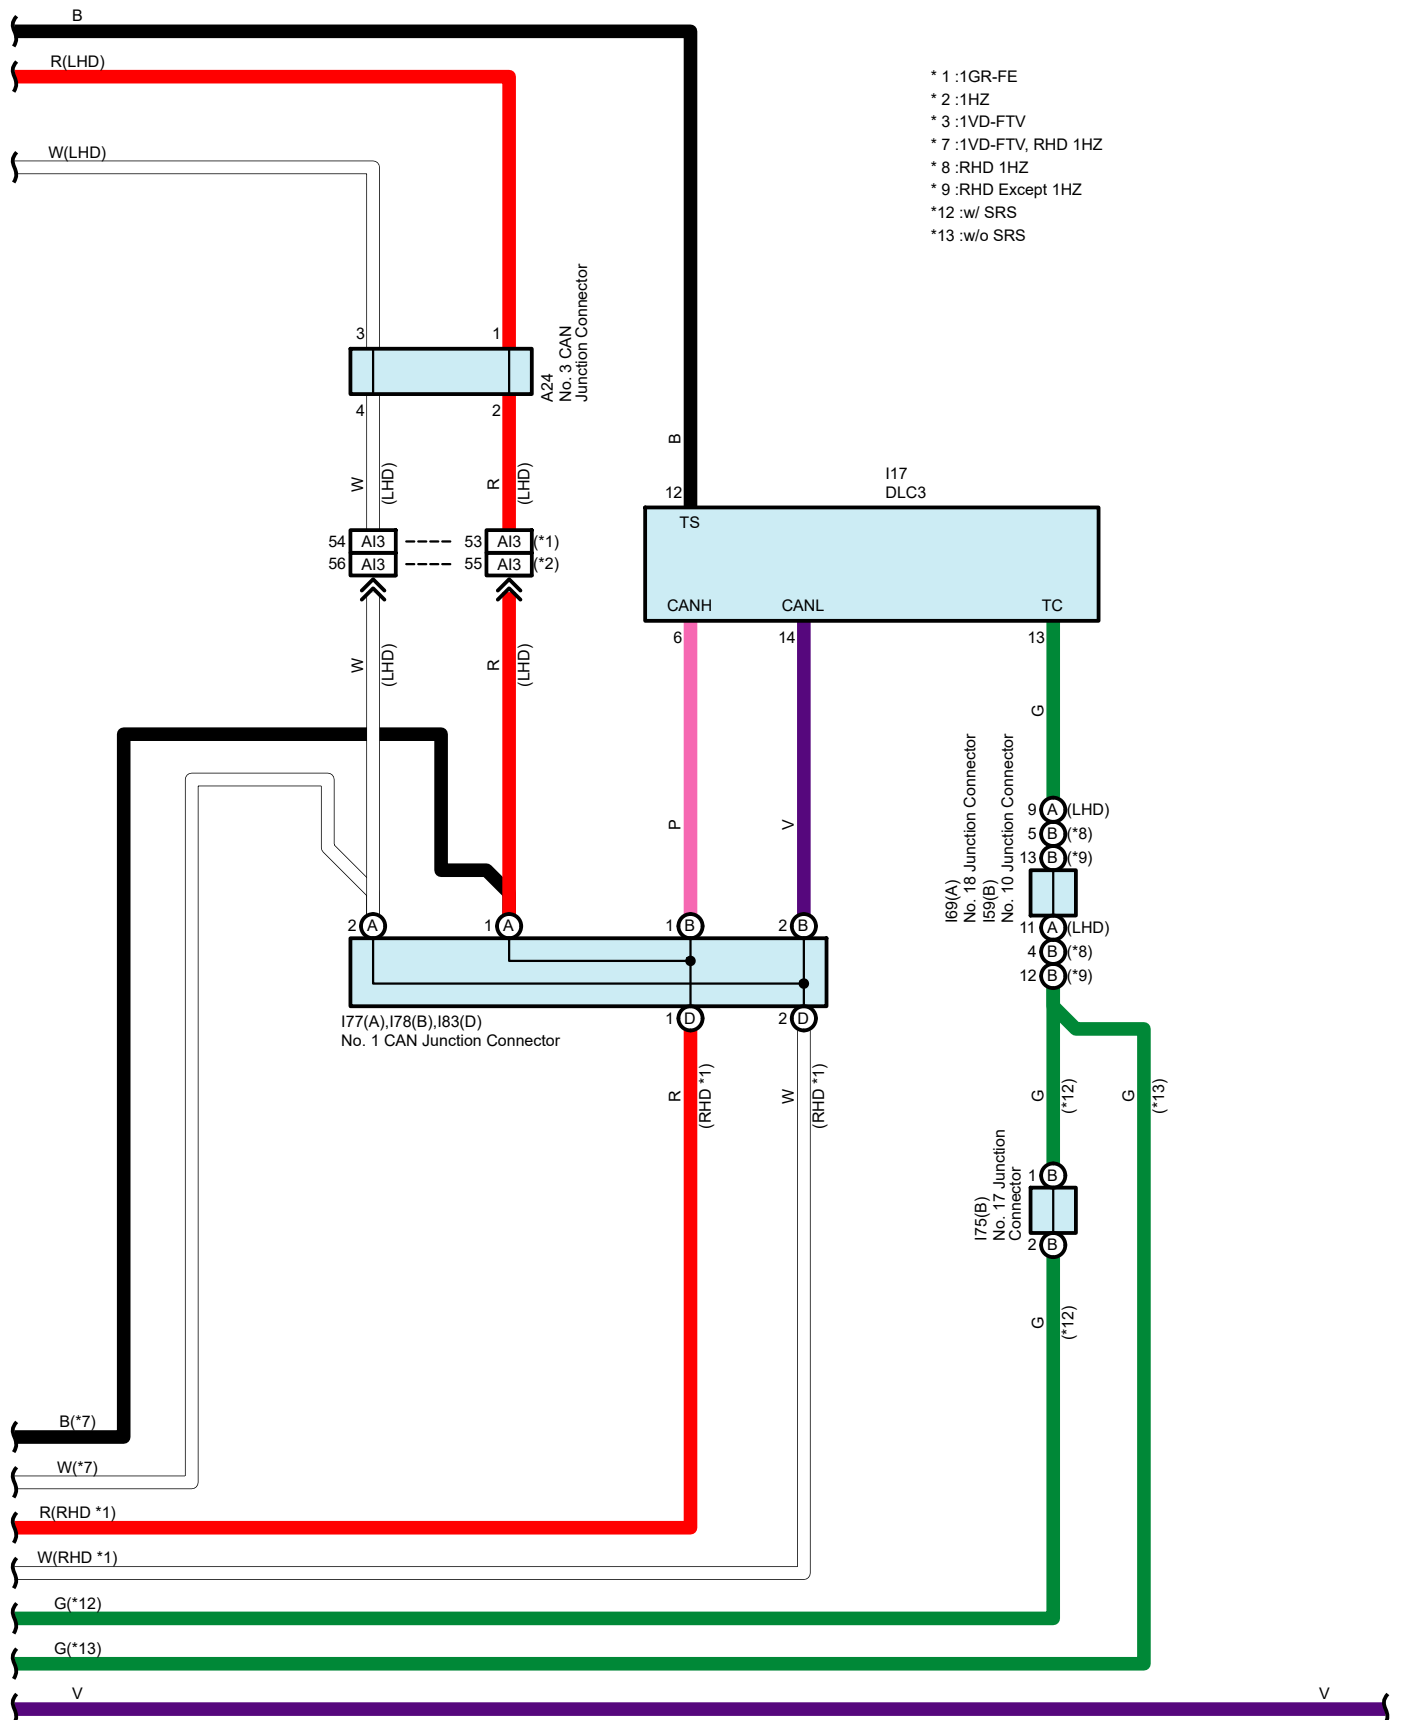 B
R(LHD)
W(LHD)
* 1 :1GR-FE
* 2 :1HZ
* 3 :1VD-FTV
* 7 :1VD-FTV, RHD 1HZ
* 8 :RHD 1HZ
* 9 :RHD Except 1HZ
*12 :w/ SRS
*13 :w/o SRS
3
1
A24
No. 3 CAN
Junction Connector
4
2
W
(LHD)
R
(LHD)
B
12
I17
DLC3
TS
CANH
CANL
TC
54 AI3
53 AI3 (*1)
56 AI3
55 AI3 (*2)
6
14
13
W
(LHD)
R
(LHD)
P
V
G
I69(A)
No. 18 Junction Connector
I59(B)
No. 10 Junction Connector
9 A (LHD)
5 B (*8)
13 B (*9)
11 A (LHD)
4 B (*8)
12 B (*9)
2 A
1 A
1 B
2 B
I77(A),I78(B),I83(D)
No. 1 CAN Junction Connector
1 D
2 D
R
(RHD *1)
W
(RHD *1)
G
(*12)
G
(*13)
I75(B)
No. 17 Junction
Connector
1 B
2 B
G
(*12)
B(*7)
W(*7)
R(RHD *1)
W(RHD *1)
G(*12)
G(*13)
V
V